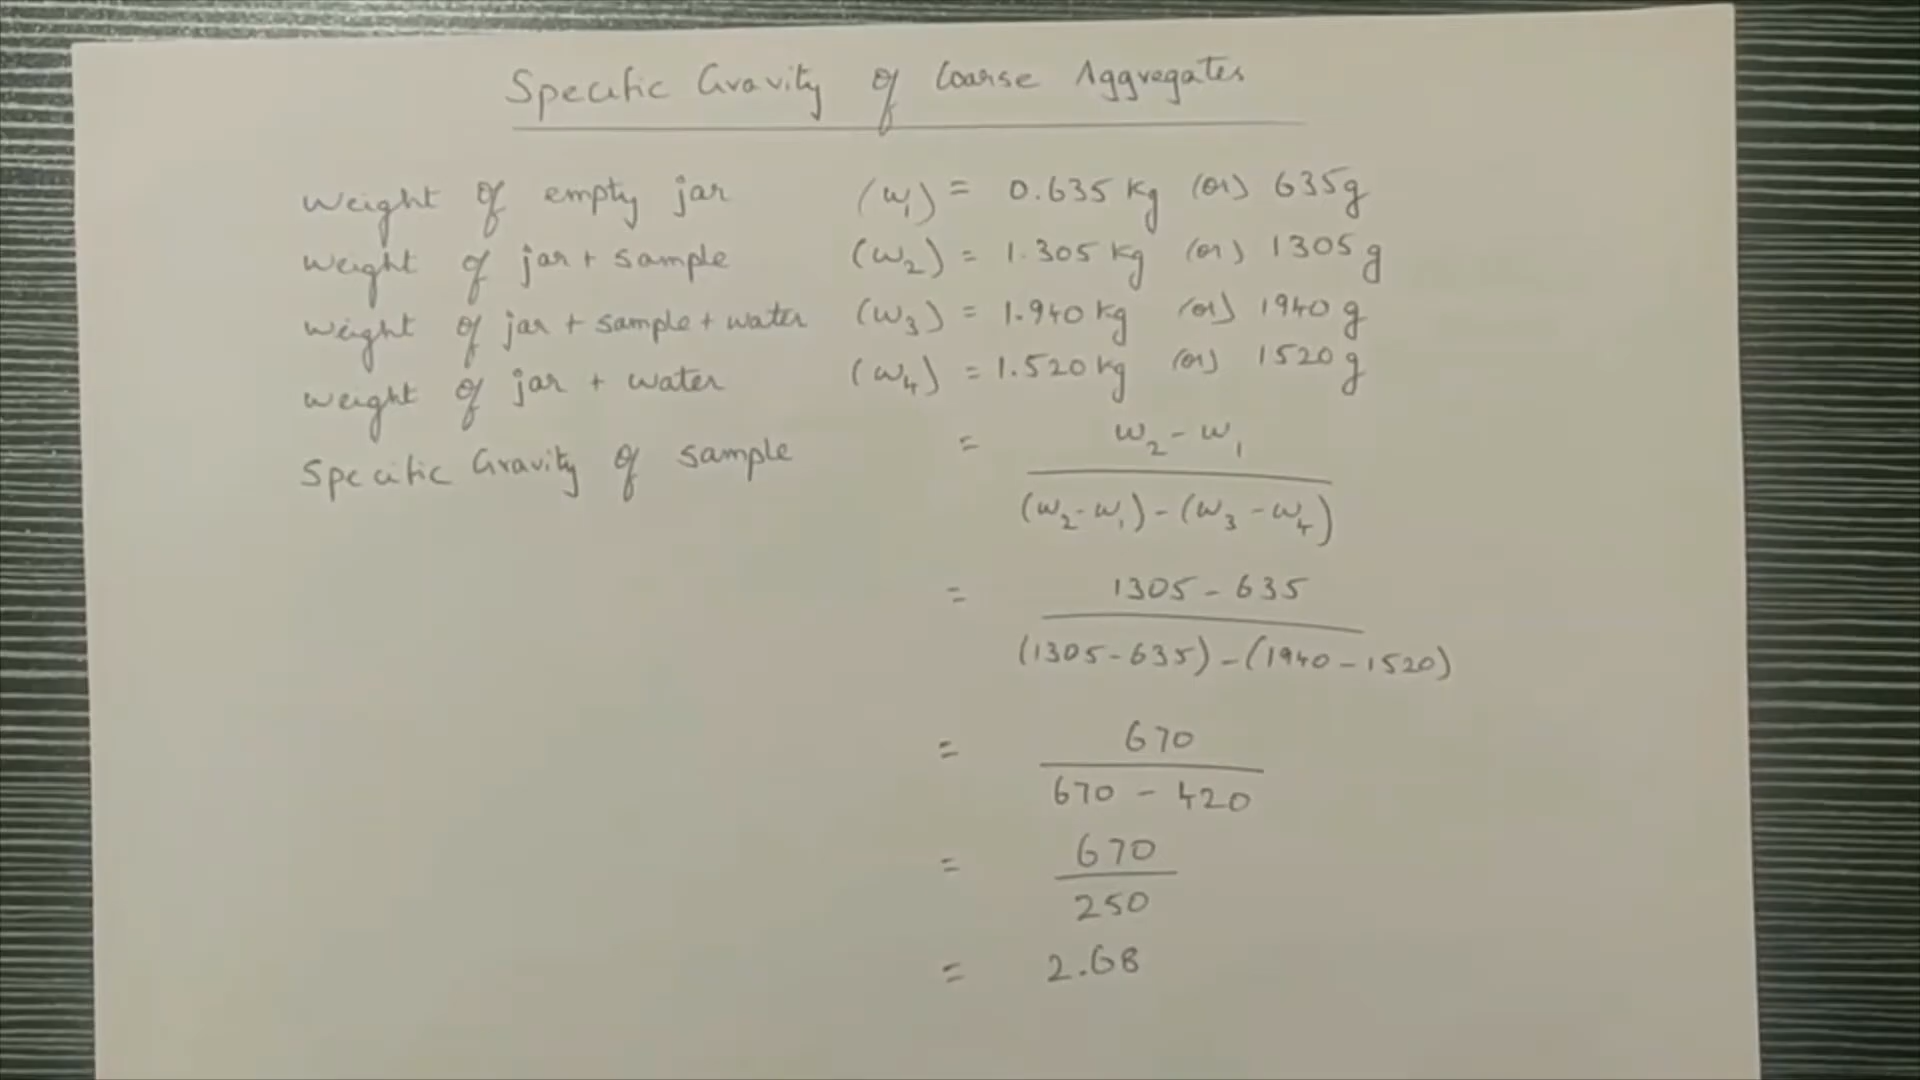 Specific Gravity of Coarse Aggregates
Weight of empty jar (W₁) = 0.635 kg (or) 635g
Weight of jar + sample (W₂) = 1.305 kg (or) 1305 g
Weight of jar + sample + water (W₃) = 1.940 kg (or) 1940 g
Weight of jar + water (W₄) = 1.520 kg (or) 1520 g
Specific Gravity of sample = W₂ - W₁
(W₂ - W₁) - (W₃ - W₄)
= 1305 - 635
(1305 - 635) - (1940 - 1520)
= 670
670 - 420
= 670
250
= 2.68